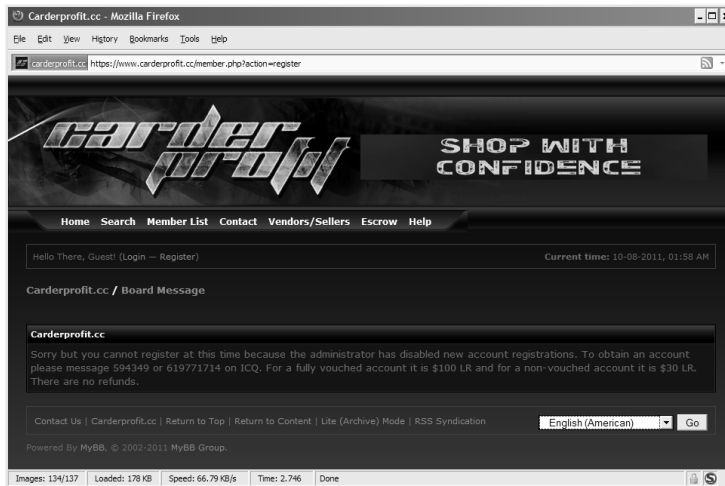 Carderprofit.cc - Mozilla Firefox
File Edit View History Bookmarks Tools Help
carderprofit.cc https://www.carderprofit.cc/member.php?action=register
carder
profit
SHOP WITH
CONFIDENCE
Home Search Member List Contact Vendors/Sellers Escrow Help
Hello There, Guest! (Login — Register) Current time: 10-08-2011, 01:58 AM
Carderprofit.cc / Board Message
Carderprofit.cc
Sorry but you cannot register at this time because the administrator has disabled new account registrations. To obtain an account
please message 594349 or 619771714 on ICQ. For a fully vouched account it is $100 LR and for a non-vouched account it is $30 LR.
There are no refunds.
Contact Us | Carderprofit.cc | Return to Top | Return to Content | Lite (Archive) Mode | RSS Syndication English (American) Go
Powered By MyBB, © 2002-2011 MyBB Group.
Images: 134/137 Loaded: 178 KB Speed: 66.79 KB/s Time: 2.746 Done